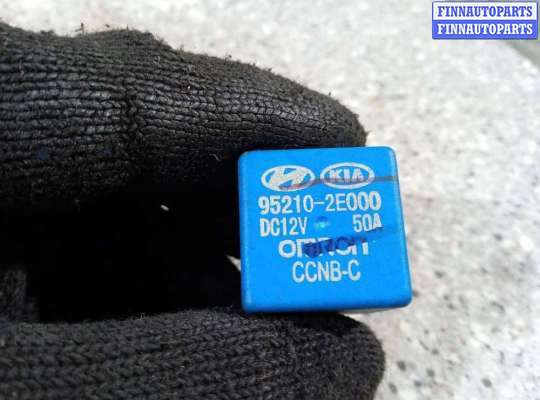 FINNAUTOPARTS
FINNAUTOPARTS
KIA
95210-2E000
DC12V 50A
OMRON
CCNB-C